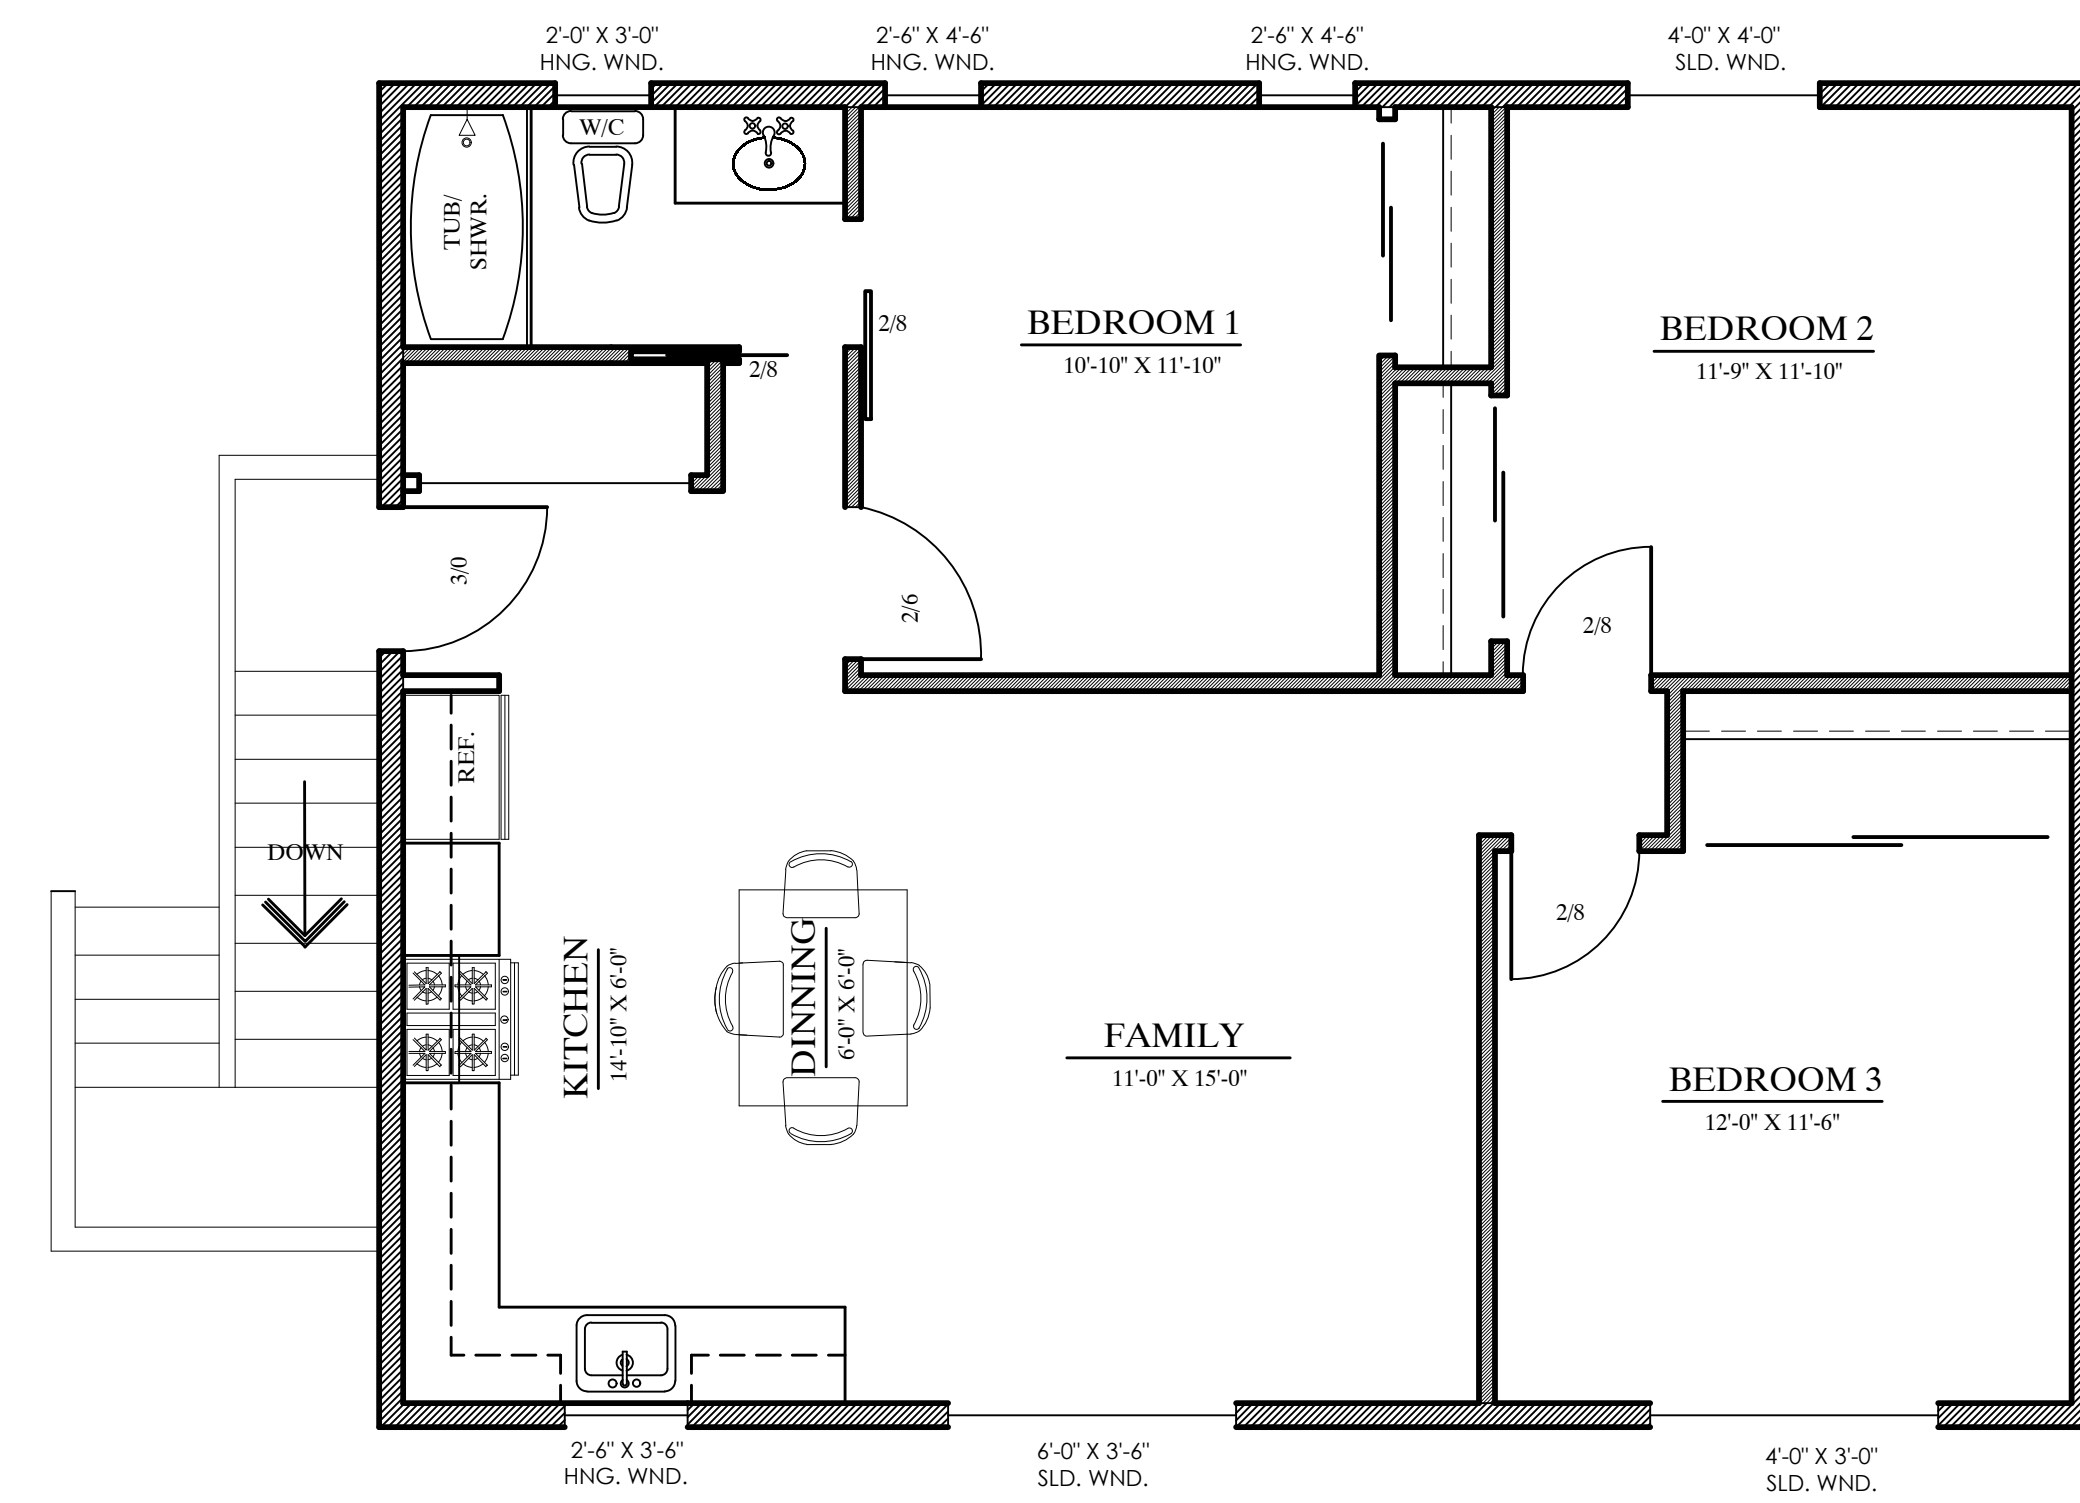 2'-0" X 3'-0"
HNG. WND.
2'-6" X 4'-6"
HNG. WND.
2'-6" X 4'-6"
HNG. WND.
4'-0" X 4'-0"
SLD. WND.
W/C
TUB/
SHWR.
2/8
2/8
BEDROOM 1
10'-10" X 11'-10"
BEDROOM 2
11'-9" X 11'-10"
3/0
2/6
2/8
REF.
DOWN
2/8
KITCHEN
14'-10" X 6'-0"
DINNING
6'-0" X 6'-0"
FAMILY
11'-0" X 15'-0"
BEDROOM 3
12'-0" X 11'-6"
2'-6" X 3'-6"
HNG. WND.
6'-0" X 3'-6"
SLD. WND.
4'-0" X 3'-0"
SLD. WND.